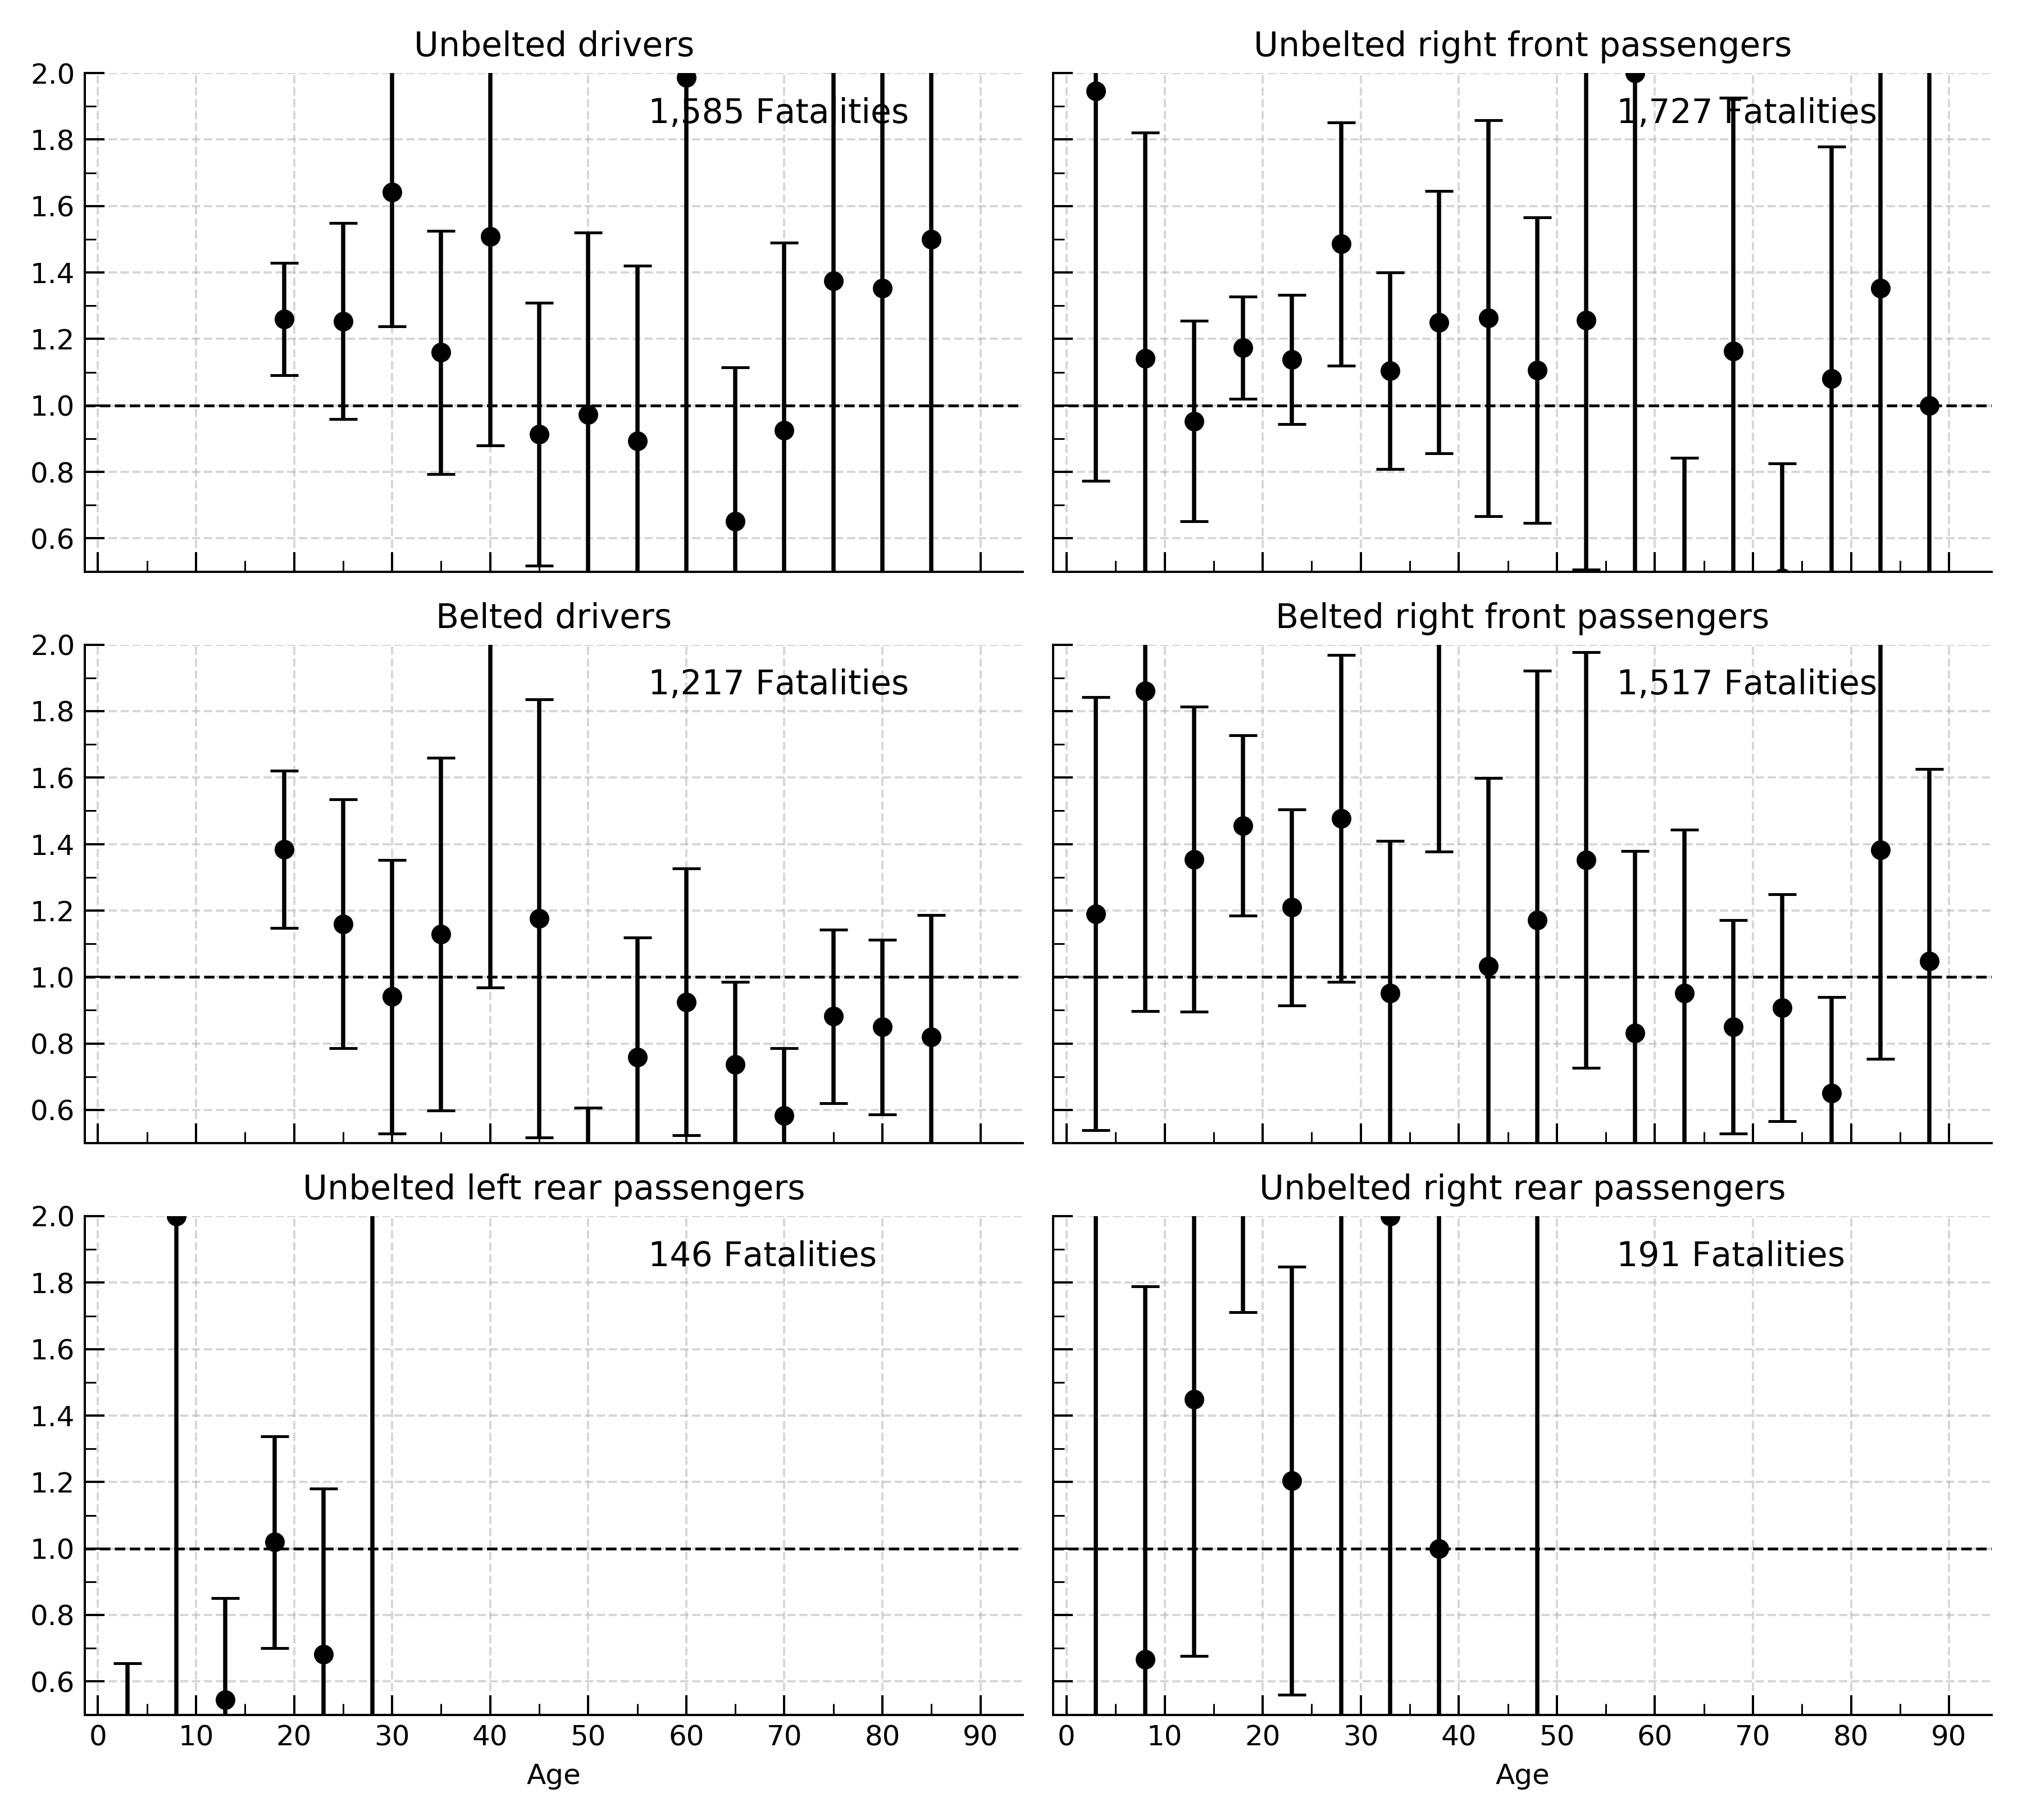 Unbelted drivers
2.0
1.8
1.6
1.4
1.2
1.0
0.8
0.6
1,585 Fatalities
Unbelted right front passengers
1,727 Fatalities
Belted drivers
2.0
1.8
1.6
1.4
1.2
1.0
0.8
0.6
1,217 Fatalities
Belted right front passengers
1,517 Fatalities
Unbelted left rear passengers
2.0
1.8
1.6
1.4
1.2
1.0
0.8
0.6
146 Fatalities
0 10 20 30 40 50 60 70 80 90
Age
Unbelted right rear passengers
191 Fatalities
0 10 20 30 40 50 60 70 80 90
Age